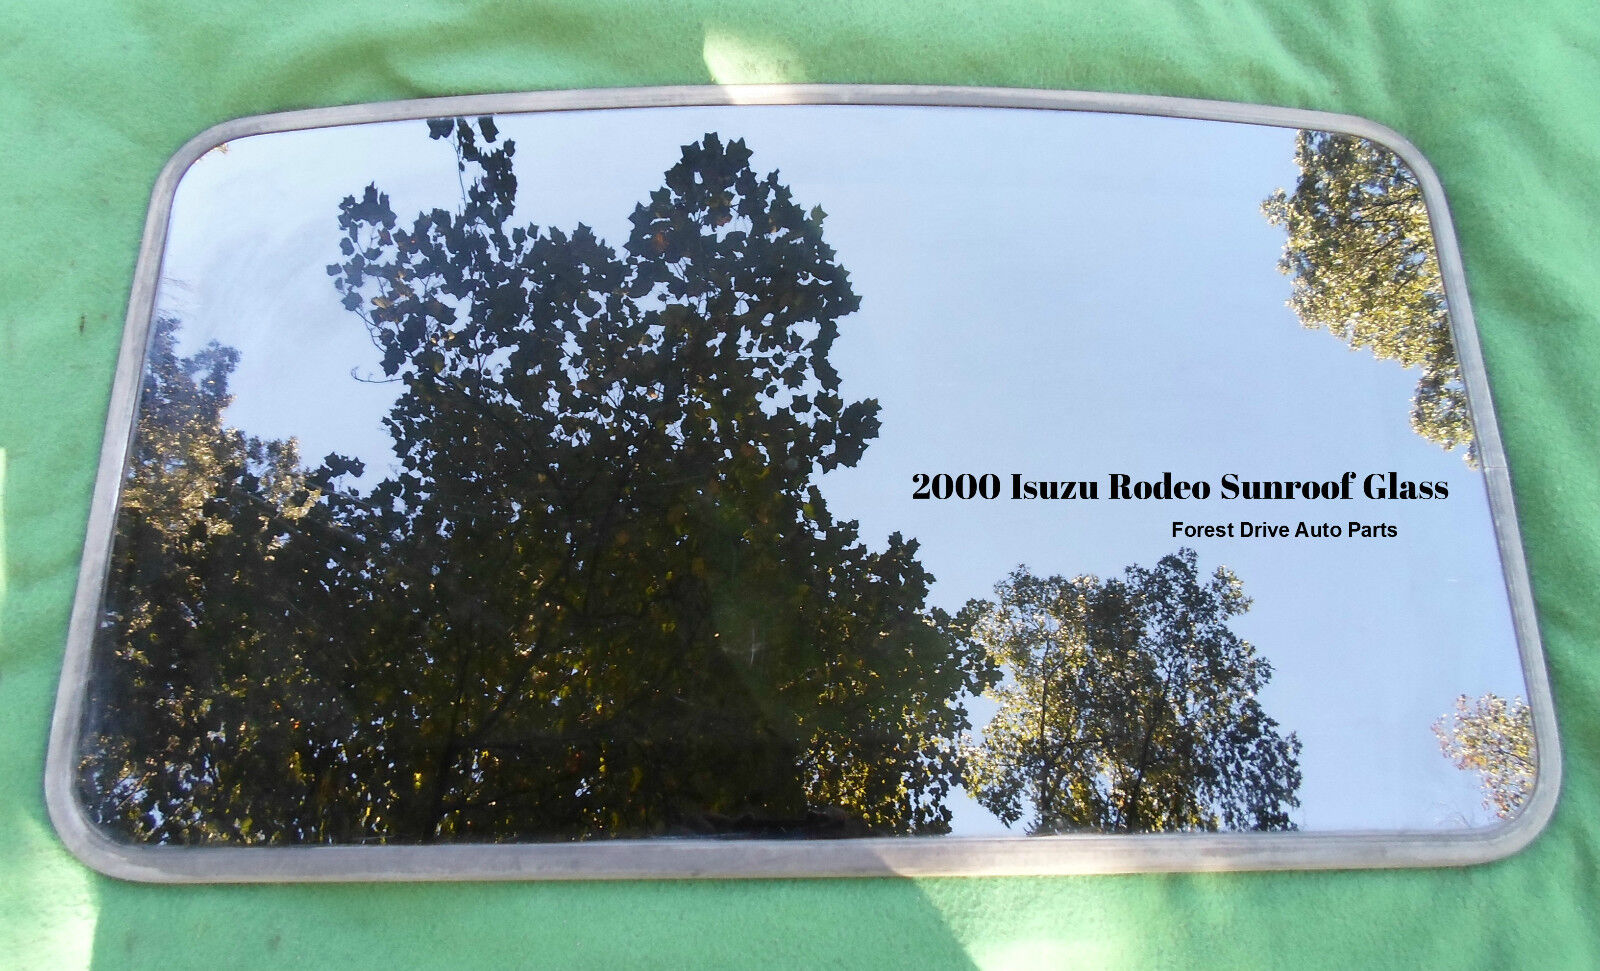 2000 Isuzu Rodeo Sunroof Glass
Forest Drive Auto Parts